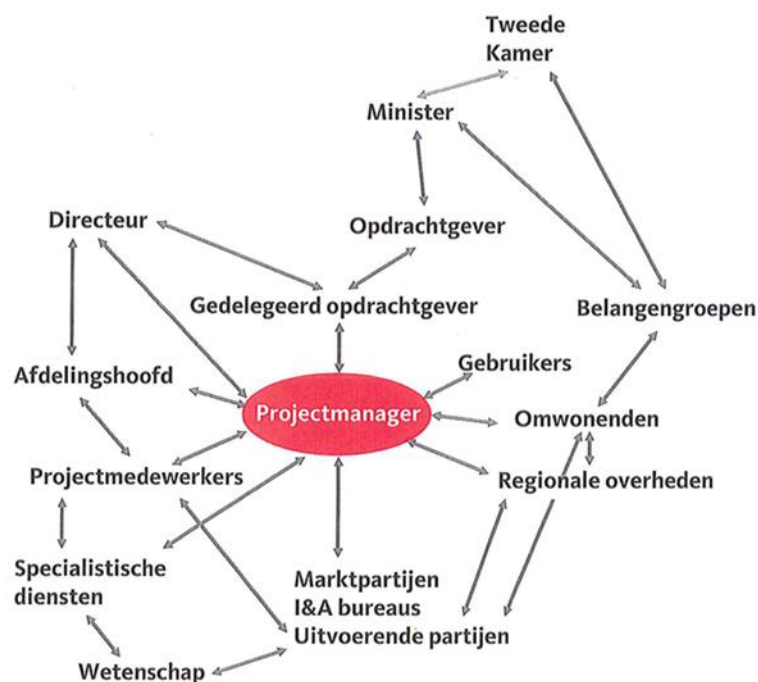 Tweede
Kamer
Minister
Directeur
Opdrachtgever
Gedelegeerd opdrachtgever
Belangengroepen
Afdelingshoofd
Gebruikers
Projectmanager
Omwonenden
Projectmedewerkers
Regionale overheden
Specialistische
diensten
Marktpartijen
I&A bureaus
Uitvoerende partijen
Wetenschap